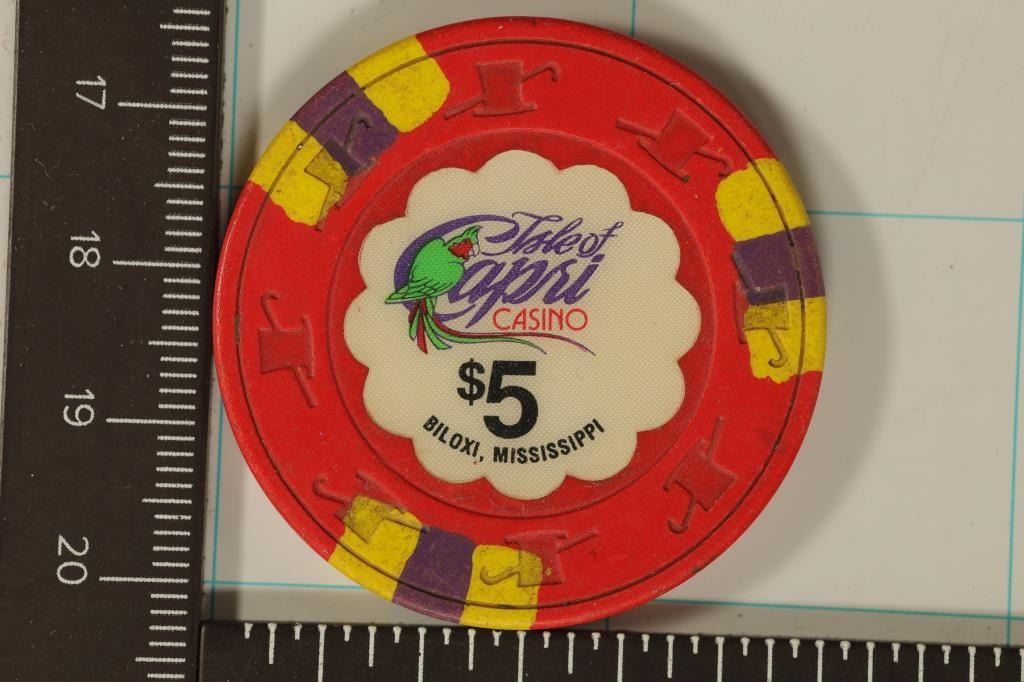 Isle of
Capri
CASINO
$5
BILOXI, MISSISSIPPI
17
18
19
20